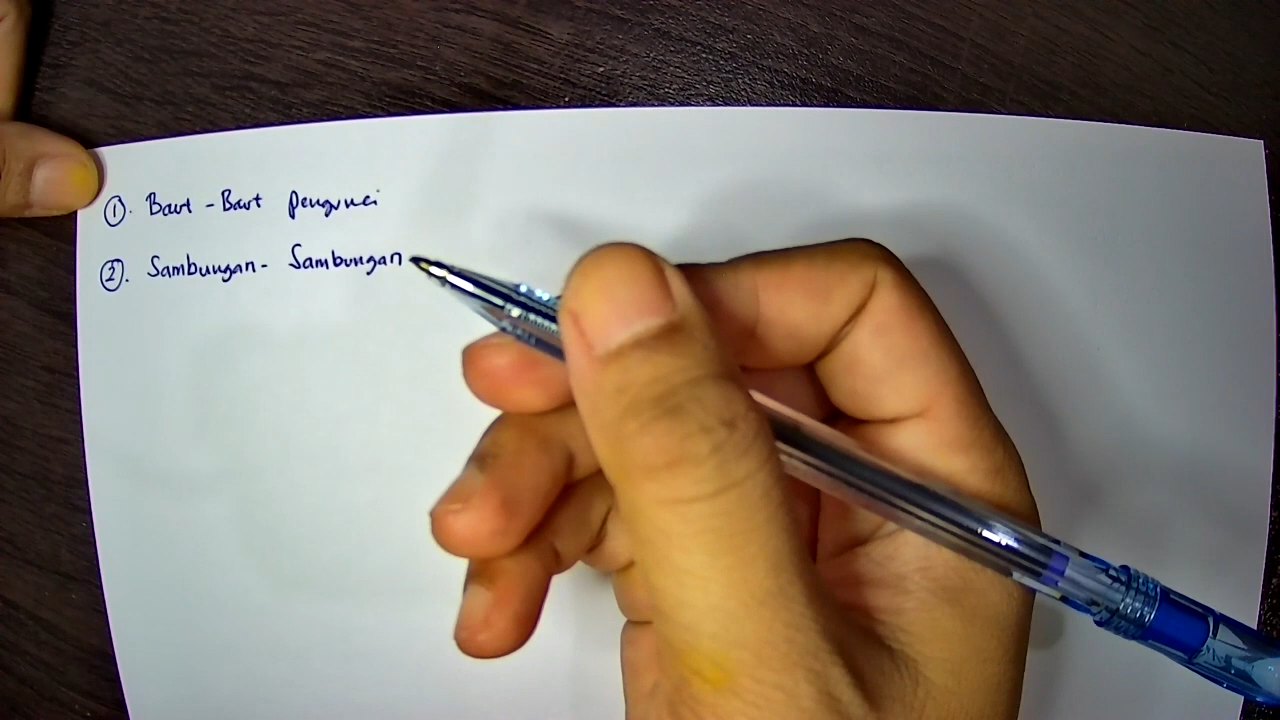 ①. Baut - Baut pengunci
②. Sambungan - Sambungan